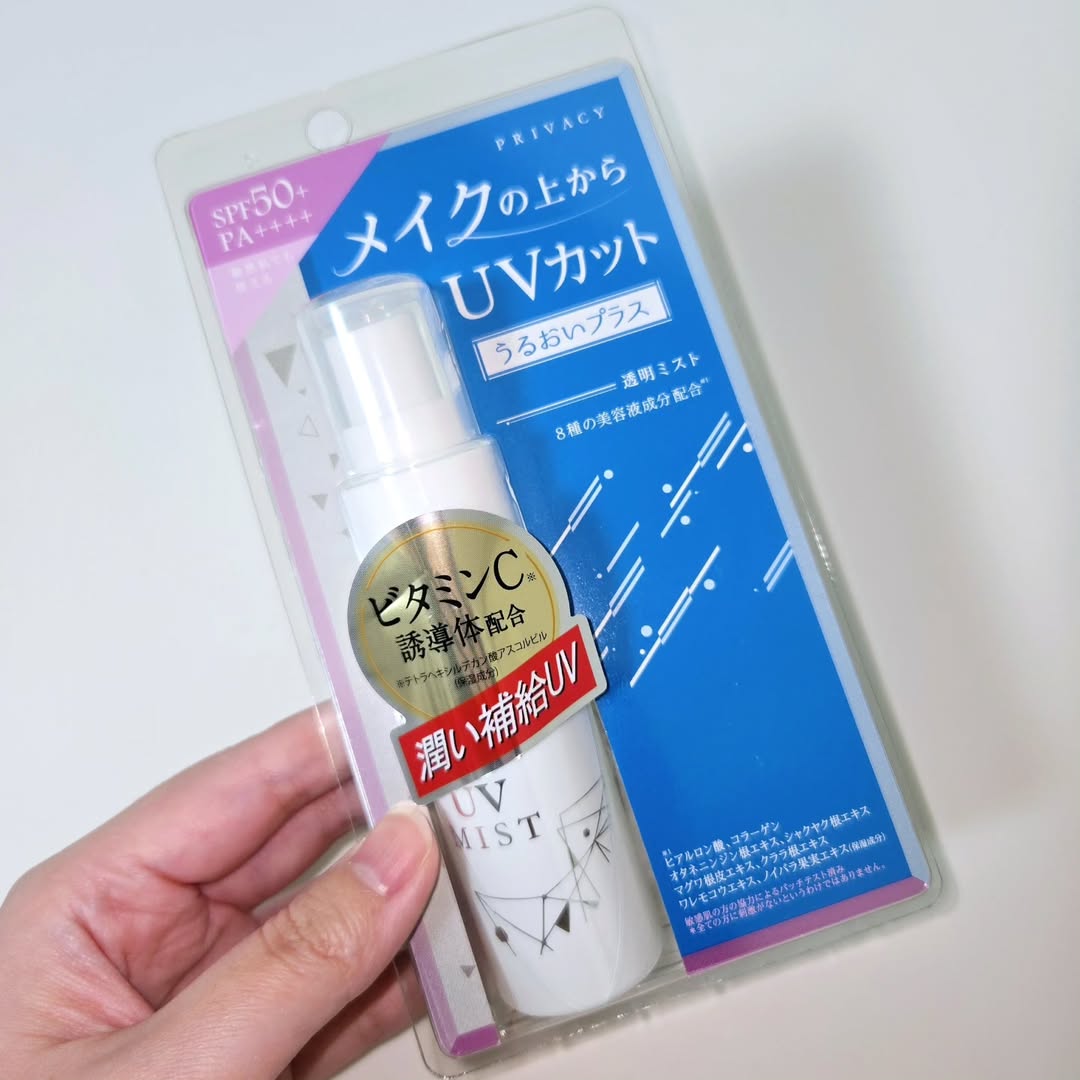 PRIVACY
SPF50+
PA++++
メイクの上から
UVカット
うるおいプラス
透明ミスト
8種の美容液成分配合※1
ビタミンC※
誘導体配合
※テトラヘキシルデカン酸アスコルビル
(保湿成分)
潤い補給UV
UV
MIST
※1
ヒアルロン酸、コラーゲン
オタネニンジン根エキス、シャクヤク根エキス
マグワ根皮エキス、クララ根エキス
ワレモコウエキス、ノイバラ果実エキス(保湿成分)
敏感肌の方の協力によるパッチテスト済み
※全ての方に刺激がないというわけではありません。